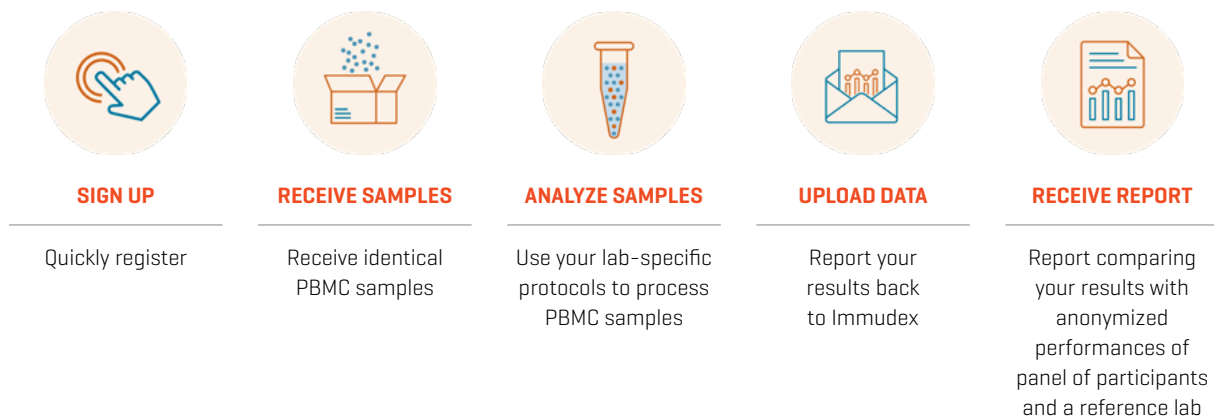 SIGN UP
Quickly register
RECEIVE SAMPLES
Receive identical
PBMC samples
ANALYZE SAMPLES
Use your lab-specific
protocols to process
PBMC samples
UPLOAD DATA
Report your
results back
to Immudex
RECEIVE REPORT
Report comparing
your results with
anonymized
performances of
panel of participants
and a reference lab